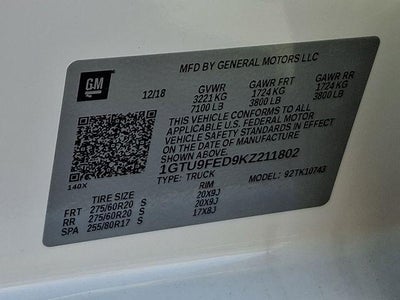 GM
MFD BY GENERAL MOTORS LLC
12/18
GVWR GAWR FRT GAWR RR
3221 KG 1724 KG 1724 KG
7100 LB 3800 LB 3800 LB
THIS VEHICLE CONFORMS TO ALL
APPLICABLE U.S. FEDERAL MOTOR
VEHICLE SAFETY STANDARDS IN EFFECT
ON THE DATE OF MANUFACTURE
SHOWN ABOVE.
1GTU9FED9KZ211802
140X
TYPE: TRUCK MODEL: 92TK10743
TIRE SIZE RIM
FRT 275/60R20 S 20X9J
RR 275/60R20 S 20X9J
SPA 255/80R17 S 17X8J